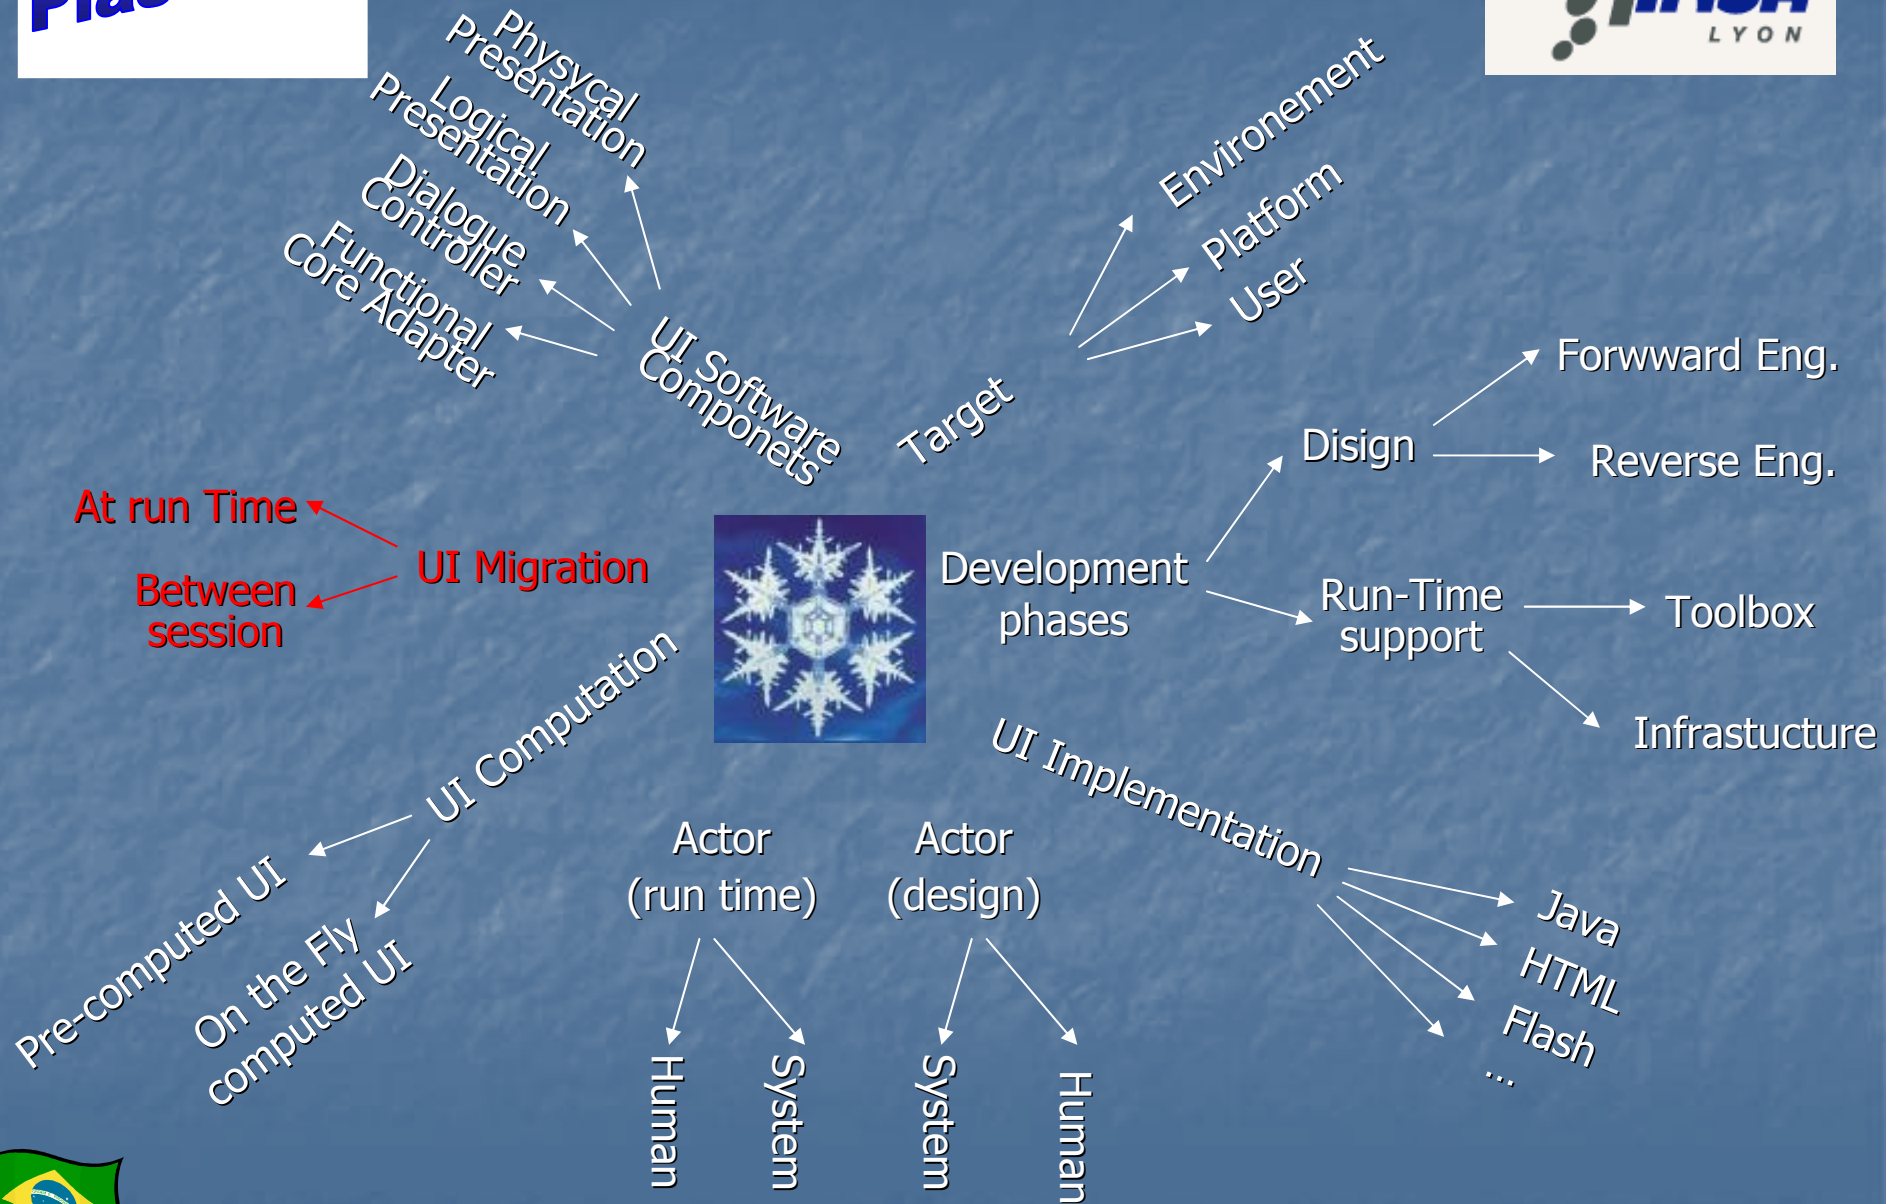 LYON
Physycal
Presentation
Logical
Presentation
Dialogue
Controller
Functional
Core Adapter
UI Software
Componets
Environement
Platform
User
Target
Forwward Eng.
Disign
Reverse Eng.
At run Time
UI Migration
Between
session
Development
phases
Run-Time
support
Toolbox
Infrastucture
UI Computation
Pre-computed UI
On the Fly
computed UI
Actor
(run time)
Human
System
Actor
(design)
System
Human
UI Implementation
Java
HTML
Flash
...